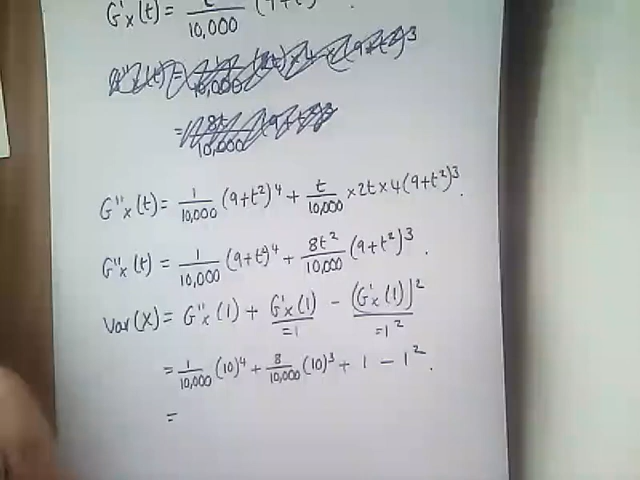 G'x(t) = t/10,000 (9+t
G''x(t) = 1/10,000 (9+t²)⁴ + t/10,000 ×2t×4(9+t²)³.
G''x(t) = 1/10,000 (9+t²)⁴ + 8t²/10,000 (9+t²)³.
Var(X) = G''x(1) + G'x(1) - (G'x(1))²
=1 =1²
= 1/10,000 (10)⁴ + 8/10,000 (10)³ + 1 - 1².
=